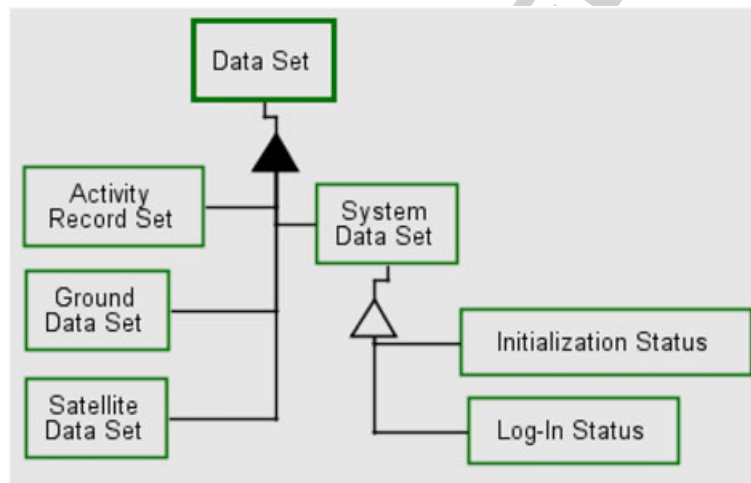 Data Set
Activity
Record Set
System
Data Set
Ground
Data Set
Initialization Status
Satellite
Data Set
Log-In Status